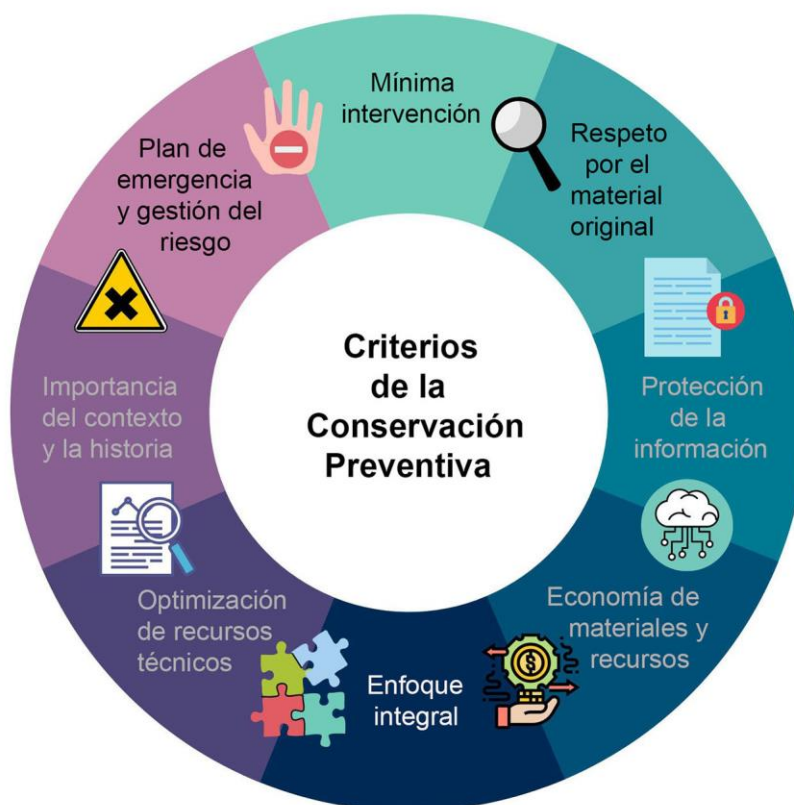 Criterios
de la
Conservación
Preventiva
Mínima
intervención
Respeto
por el
material
original
Protección
de la
información
Economía de
materiales y
recursos
Enfoque
integral
Optimización
de recursos
técnicos
Importancia
del contexto
y la historia
Plan de
emergencia
y gestión del
riesgo